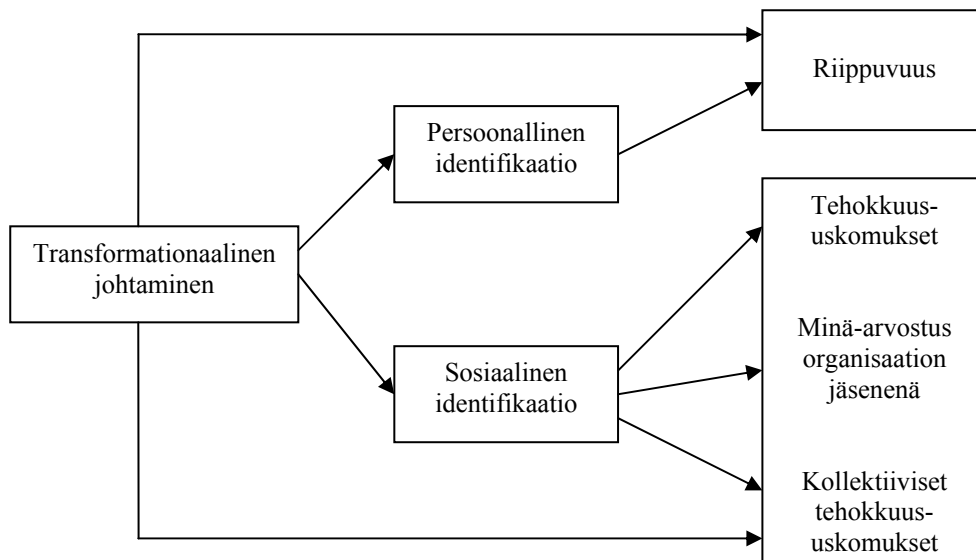 Riippuvuus
Persoonallinen
identifikaatio
Transformationaalinen
johtaminen
Sosiaalinen
identifikaatio
Tehokkuus-
uskomukset
Minä-arvostus
organisaation
jäsenenä
Kollektiiviset
tehokkuus-
uskomukset